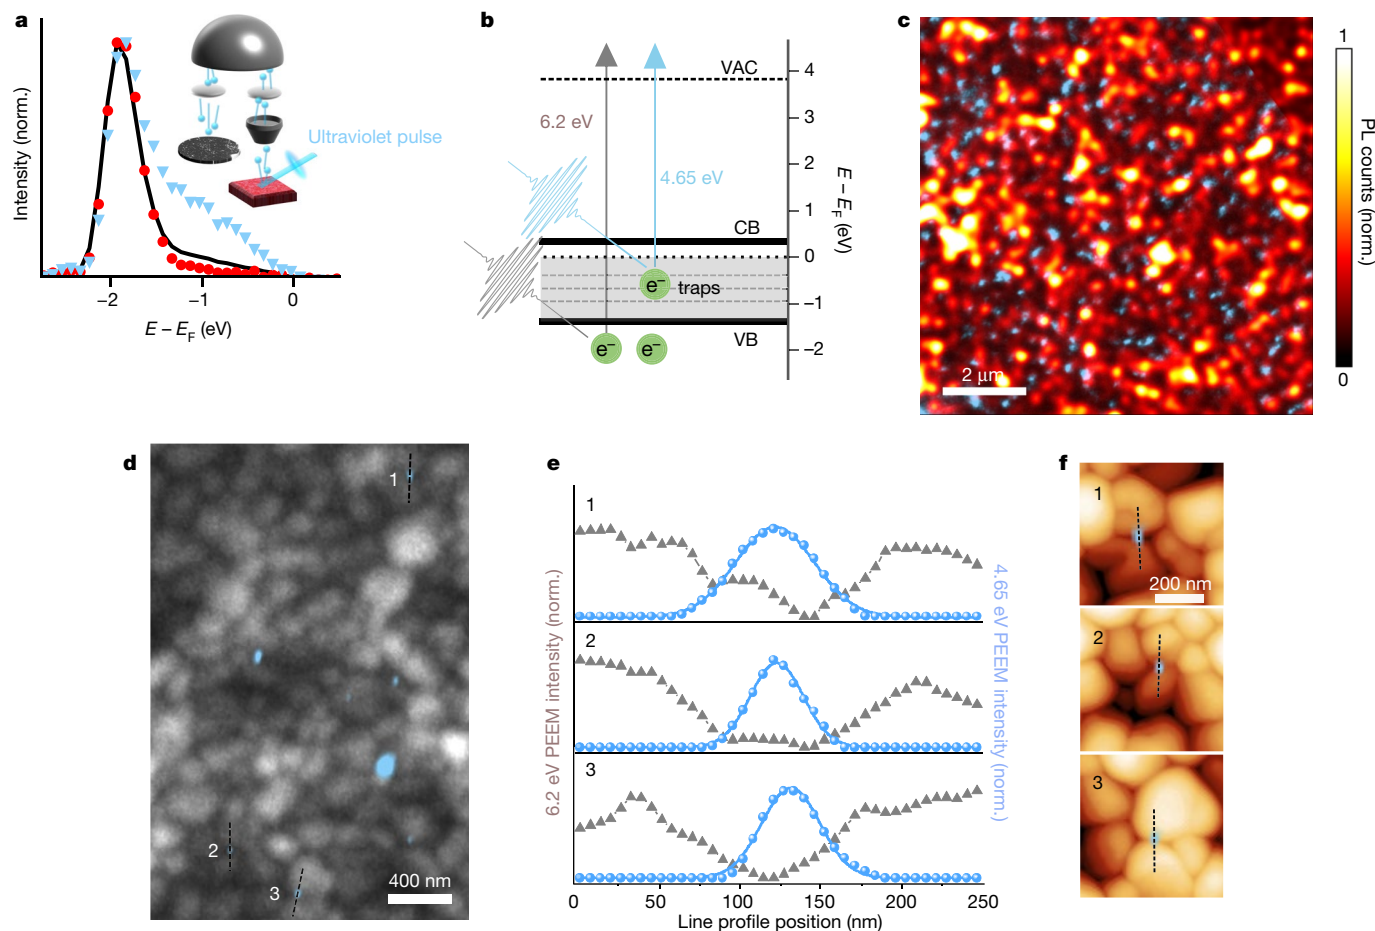 a
Intensity (norm.)
Ultraviolet pulse
−2
−1
0
E − EF (eV)
b
VAC
6.2 eV
4.65 eV
CB
e−
traps
e−
e−
VB
4
3
2
1
0
−1
−2
E − EF (eV)
c
2 μm
1
PL counts (norm.)
0
d
1
2
3
400 nm
e
1
2
3
6.2 eV PEEM intensity (norm.)
4.65 eV PEEM intensity (norm.)
0
50
100
150
200
250
Line profile position (nm)
f
1
200 nm
2
3